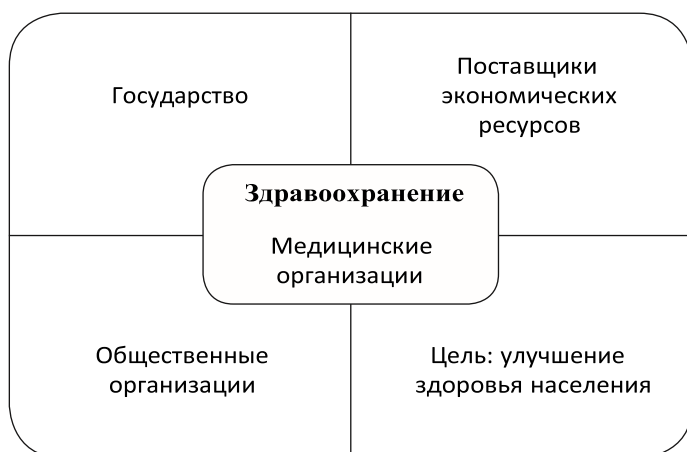 Государство
Поставщики
экономических
ресурсов
Здравоохранение
Медицинские
организации
Общественные
организации
Цель: улучшение
здоровья населения